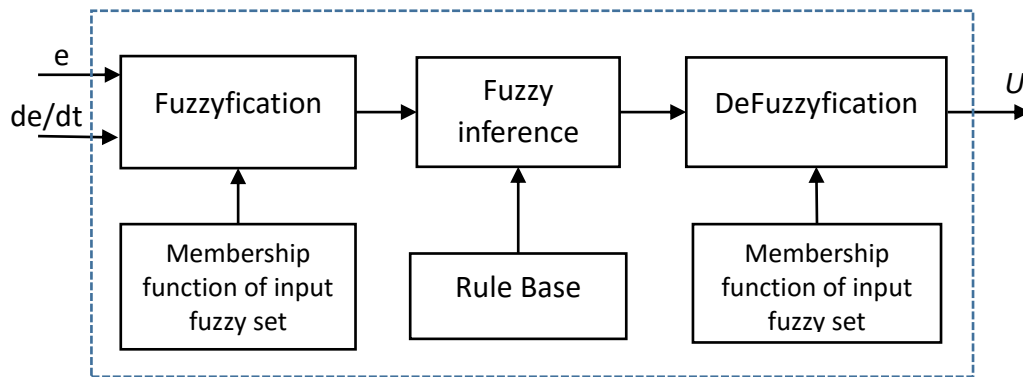 e
de/dt
Fuzzyfication
Fuzzy
inference
DeFuzzyfication
U
Membership
function of input
fuzzy set
Rule Base
Membership
function of input
fuzzy set